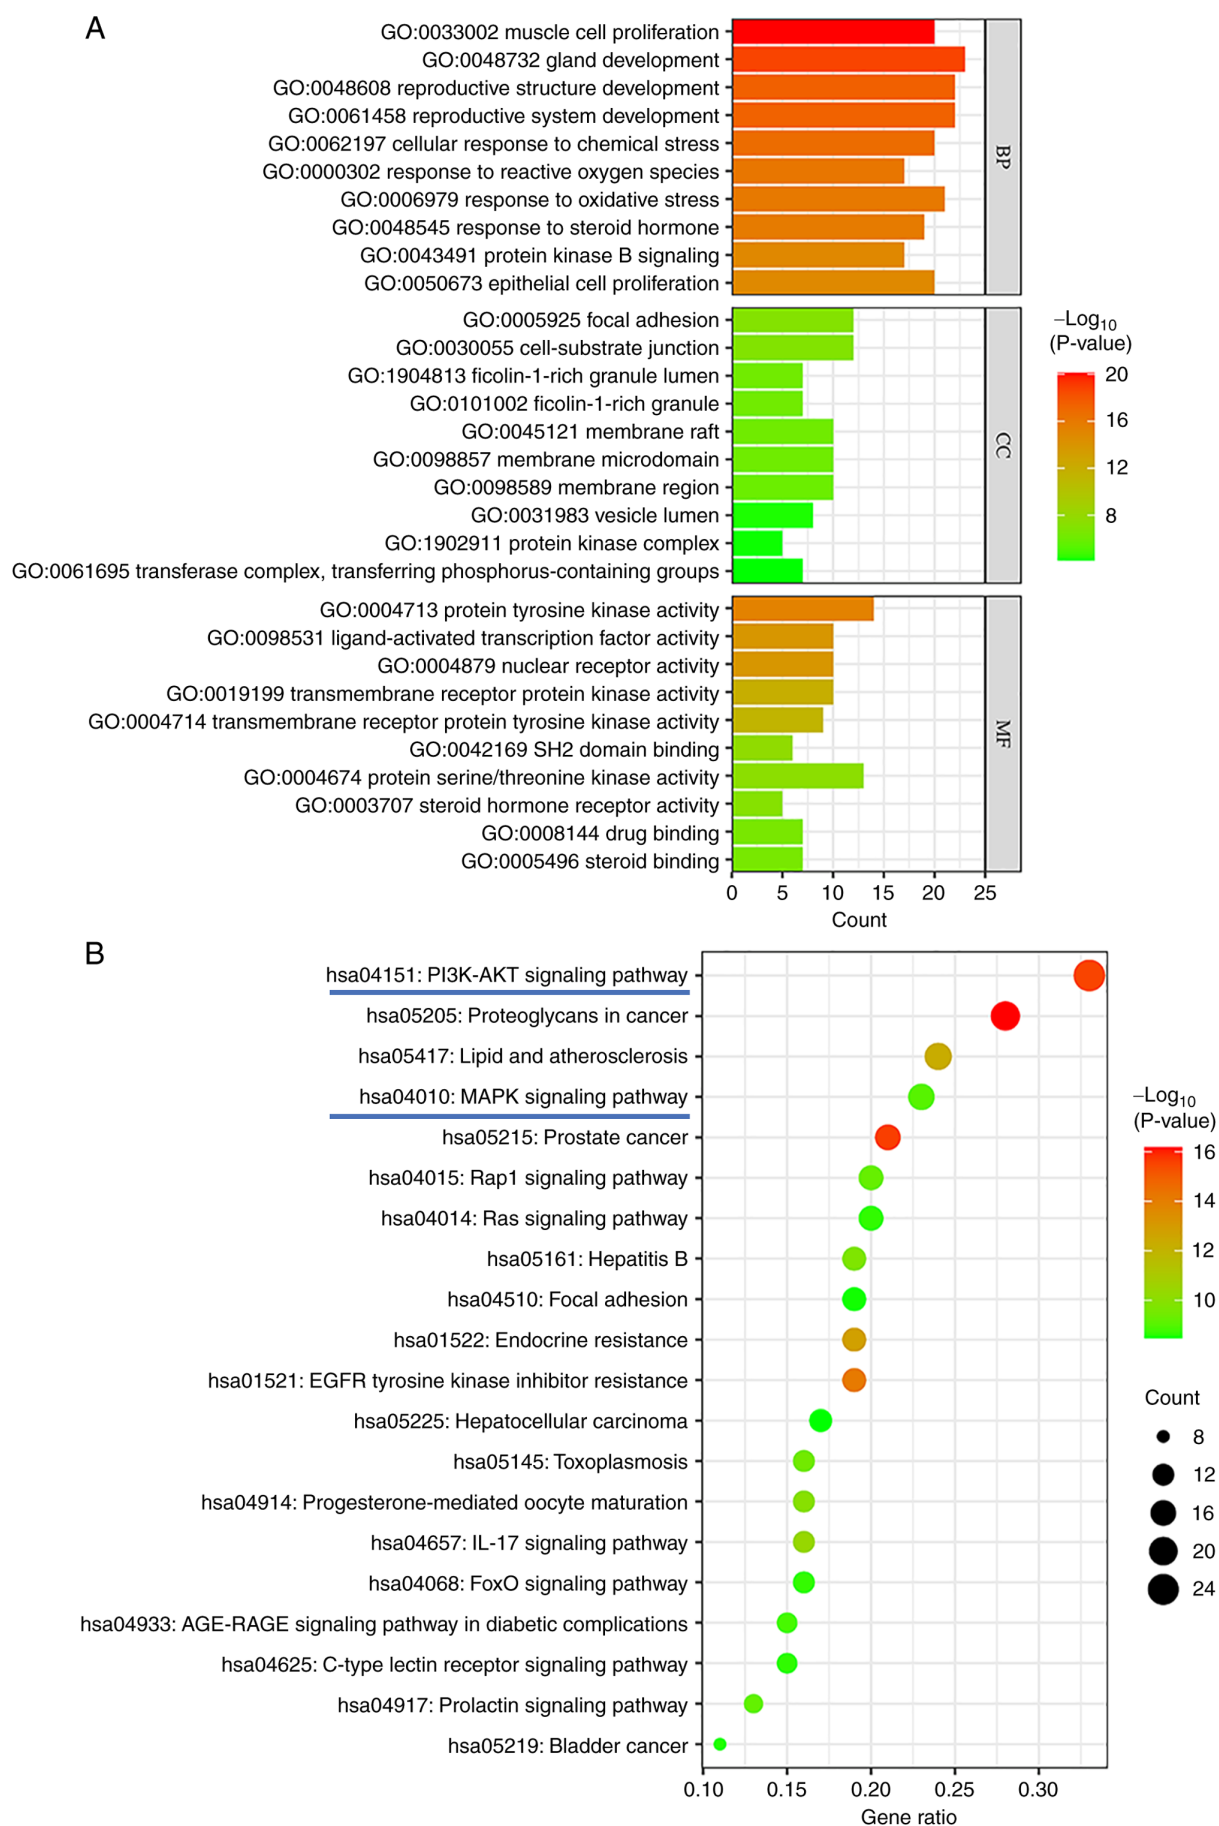 A
GO:0033002 muscle cell proliferation
GO:0048732 gland development
GO:0048608 reproductive structure development
GO:0061458 reproductive system development
GO:0062197 cellular response to chemical stress
GO:0000302 response to reactive oxygen species
GO:0006979 response to oxidative stress
GO:0048545 response to steroid hormone
GO:0043491 protein kinase B signaling
GO:0050673 epithelial cell proliferation
BP
GO:0005925 focal adhesion
GO:0030055 cell-substrate junction
GO:1904813 ficolin-1-rich granule lumen
GO:0101002 ficolin-1-rich granule
GO:0045121 membrane raft
GO:0098857 membrane microdomain
GO:0098589 membrane region
GO:0031983 vesicle lumen
GO:1902911 protein kinase complex
GO:0061695 transferase complex, transferring phosphorus-containing groups
CC
GO:0004713 protein tyrosine kinase activity
GO:0098531 ligand-activated transcription factor activity
GO:0004879 nuclear receptor activity
GO:0019199 transmembrane receptor protein kinase activity
GO:0004714 transmembrane receptor protein tyrosine kinase activity
GO:0042169 SH2 domain binding
GO:0004674 protein serine/threonine kinase activity
GO:0003707 steroid hormone receptor activity
GO:0008144 drug binding
GO:0005496 steroid binding
MF
0 5 10 15 20 25
Count
–Log10
(P-value)
20
16
12
8
B
hsa04151: PI3K-AKT signaling pathway
hsa05205: Proteoglycans in cancer
hsa05417: Lipid and atherosclerosis
hsa04010: MAPK signaling pathway
hsa05215: Prostate cancer
hsa04015: Rap1 signaling pathway
hsa04014: Ras signaling pathway
hsa05161: Hepatitis B
hsa04510: Focal adhesion
hsa01522: Endocrine resistance
hsa01521: EGFR tyrosine kinase inhibitor resistance
hsa05225: Hepatocellular carcinoma
hsa05145: Toxoplasmosis
hsa04914: Progesterone-mediated oocyte maturation
hsa04657: IL-17 signaling pathway
hsa04068: FoxO signaling pathway
hsa04933: AGE-RAGE signaling pathway in diabetic complications
hsa04625: C-type lectin receptor signaling pathway
hsa04917: Prolactin signaling pathway
hsa05219: Bladder cancer
0.10 0.15 0.20 0.25 0.30
Gene ratio
–Log10
(P-value)
16
14
12
10
Count
8
12
16
20
24